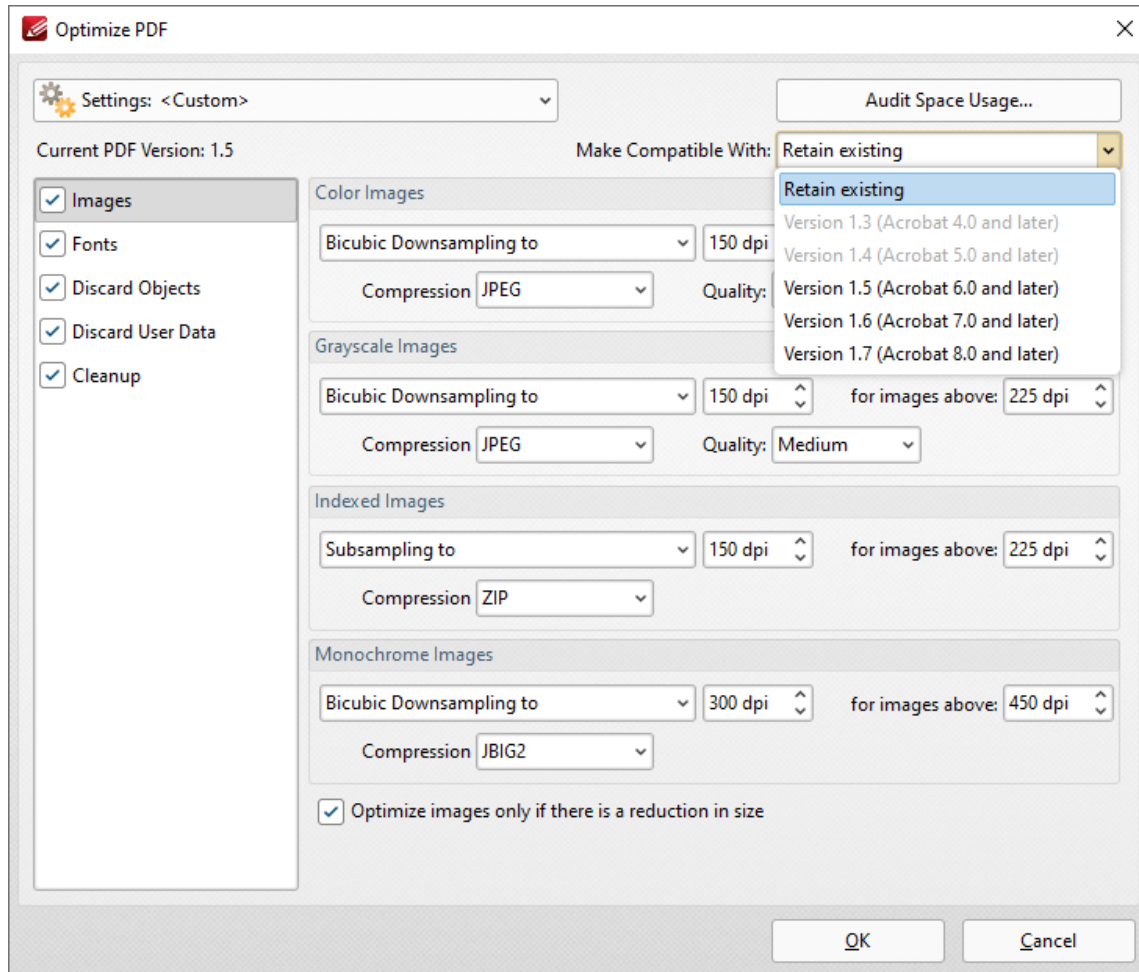 Optimize PDF
Settings: <Custom>
Audit Space Usage...
Current PDF Version: 1.5
Make Compatible With: Retain existing
Retain existing
Version 1.3 (Acrobat 4.0 and later)
Version 1.4 (Acrobat 5.0 and later)
Version 1.5 (Acrobat 6.0 and later)
Version 1.6 (Acrobat 7.0 and later)
Version 1.7 (Acrobat 8.0 and later)
Images
Fonts
Discard Objects
Discard User Data
Cleanup
Color Images
Bicubic Downsampling to 150 dpi
Compression JPEG Quality:
Grayscale Images
Bicubic Downsampling to 150 dpi for images above: 225 dpi
Compression JPEG Quality: Medium
Indexed Images
Subsampling to 150 dpi for images above: 225 dpi
Compression ZIP
Monochrome Images
Bicubic Downsampling to 300 dpi for images above: 450 dpi
Compression JBIG2
Optimize images only if there is a reduction in size
OK Cancel